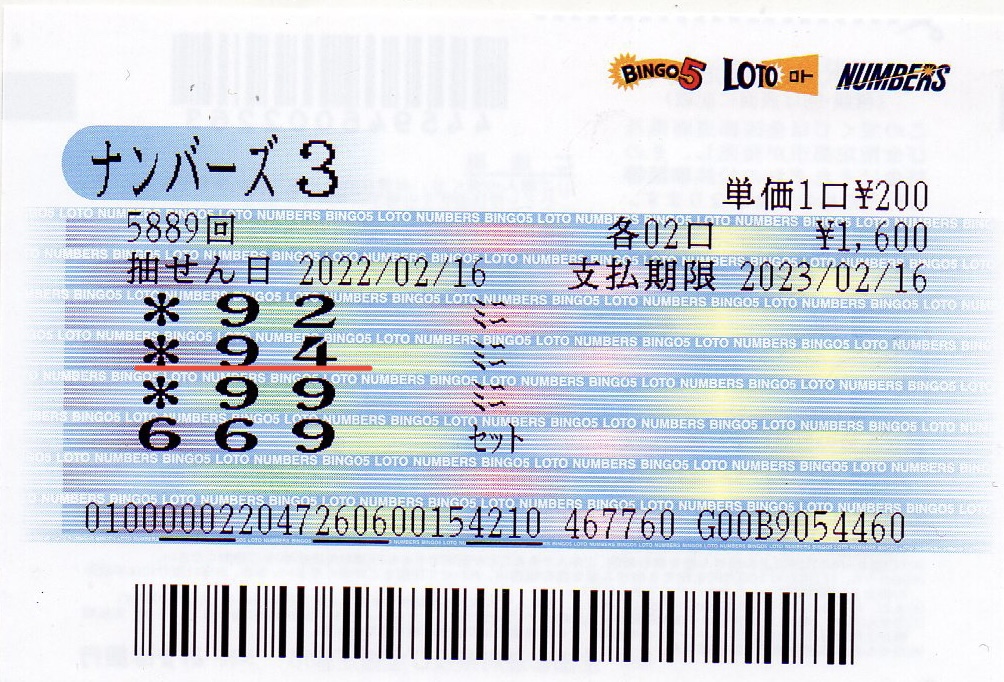 BINGO5 LOTO ロト NUMBERS
ナンバーズ3
単価1口¥200
5889回 各02口 ¥1,600
抽せん日 2022/02/16 支払期限 2023/02/16
* 92 ミニ
* 94 ミニ
* 99 ミニ
669 セット
010000022047260600154210 467760 G00B9054460